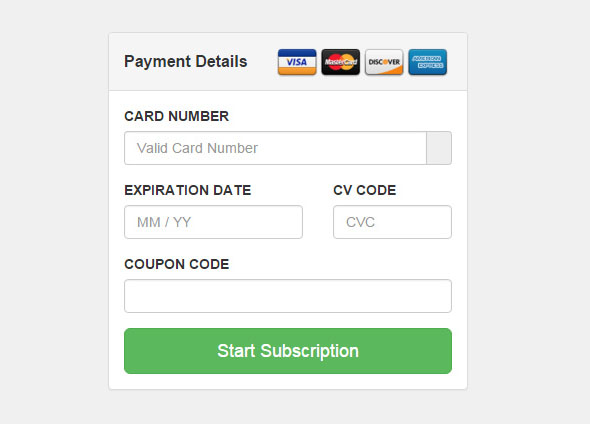 Payment Details VISA MasterCard DISCOVER AMERICAN EXPRESS
CARD NUMBER
Valid Card Number
EXPIRATION DATE CV CODE
MM / YY CVC
COUPON CODE
Start Subscription